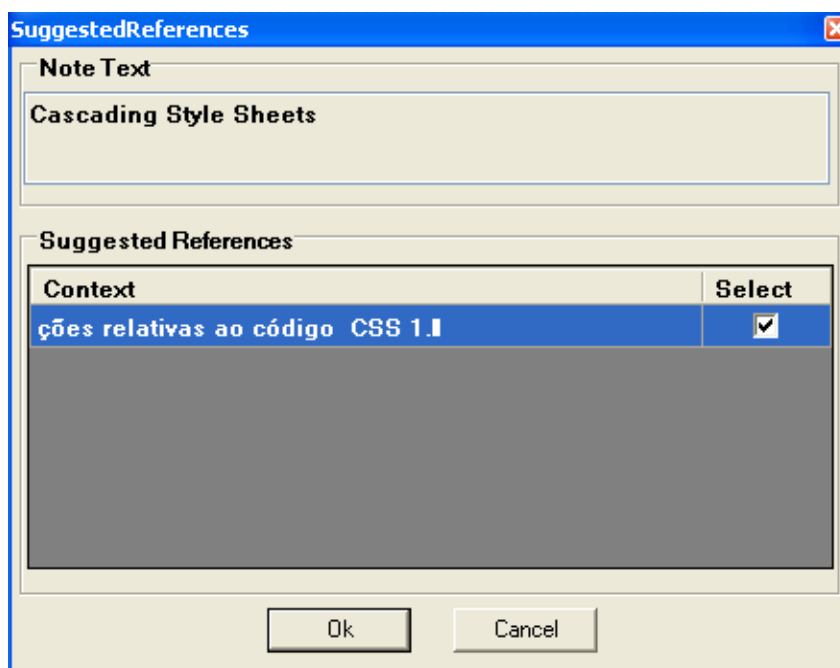 SuggestedReferences
Note Text
Cascading Style Sheets
Suggested References
Context Select
ções relativas ao código CSS 1.
Ok Cancel